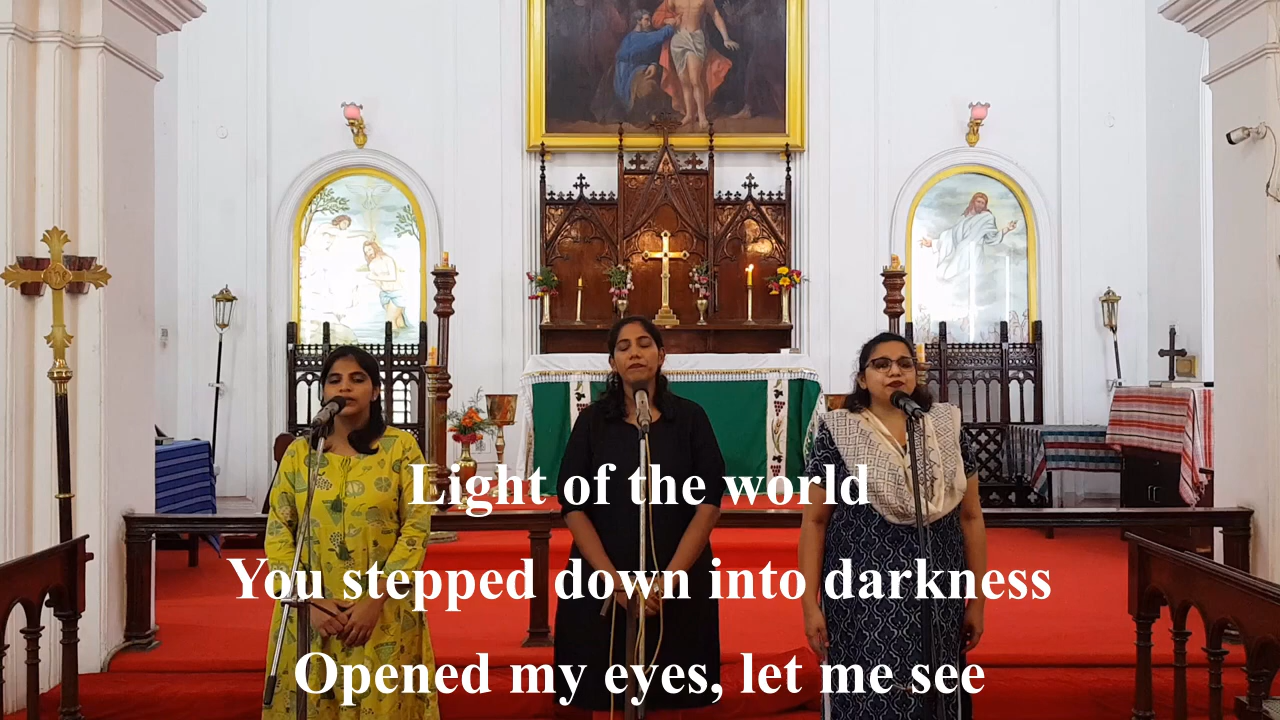 Light of the world
You stepped down into darkness
Opened my eyes, let me see